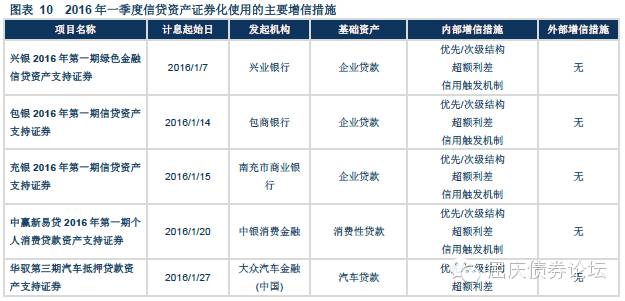 图表 10 2016 年一季度信贷资产证券化使用的主要增信措施
项目名称 计息起始日 发起机构 基础资产 内部增信措施 外部增信措施
兴银 2016 年第一期绿色金融
信贷资产支持证券
2016/1/7
兴业银行
企业贷款
优先/次级结构
超额利差
信用触发机制
无
包银 2016 年第一期信贷资产
支持证券
2016/1/14
包商银行
企业贷款
优先/次级结构
超额利差
信用触发机制
无
充银 2016 年第一期信贷资产
支持证券
2016/1/15
南充市商业银
行
企业贷款
优先/次级结构
超额利差
信用触发机制
无
中赢新易贷 2016 年第一期个
人消费贷款资产支持证券
2016/1/20
中银消费金融
消费性贷款
优先/次级结构
超额利差
信用触发机制
无
华驭第三期汽车抵押贷款资
产支持证券
2016/1/27
大众汽车金融
(中国)
汽车贷款
优先/次级结构
超额利差
无
屈庆债券论坛